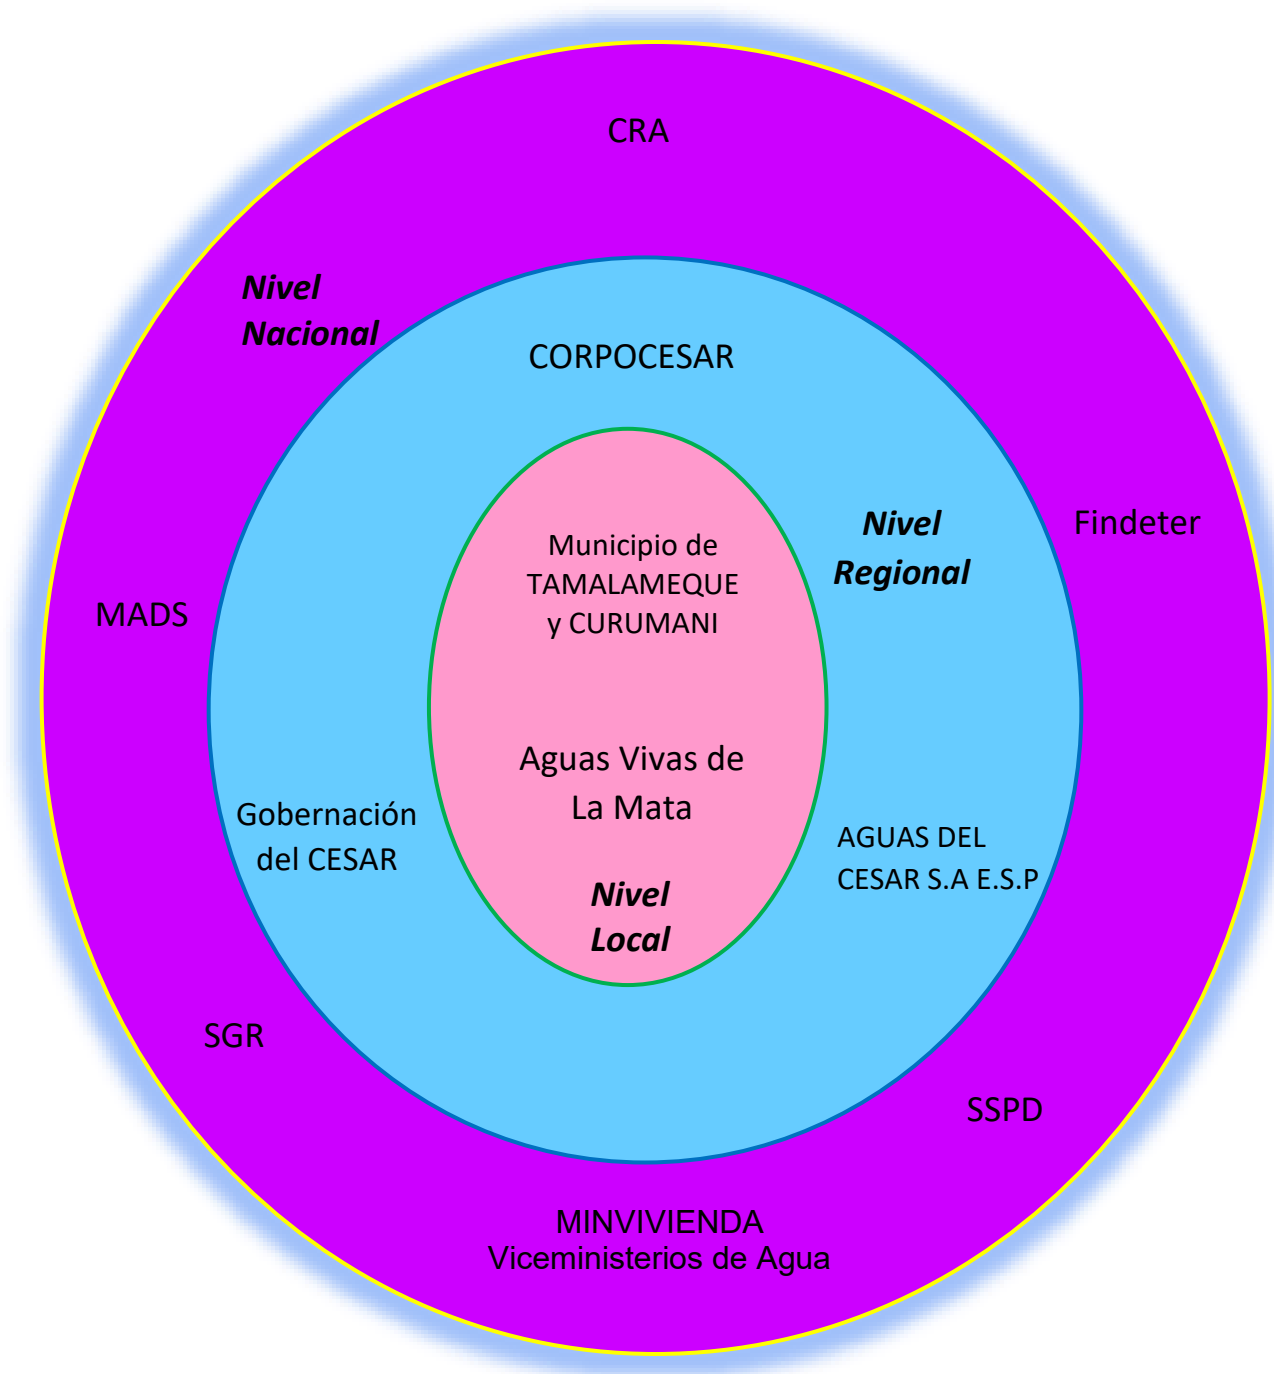 CRA
Nivel
Nacional
CORPOCESAR
Nivel
Regional
Findeter
Municipio de
TAMALAMEQUE
y CURUMANI
MADS
Aguas Vivas de
La Mata
Gobernación
del CESAR
AGUAS DEL
CESAR S.A E.S.P
Nivel
Local
SGR
SSPD
MINVIVIENDA
Viceministerios de Agua